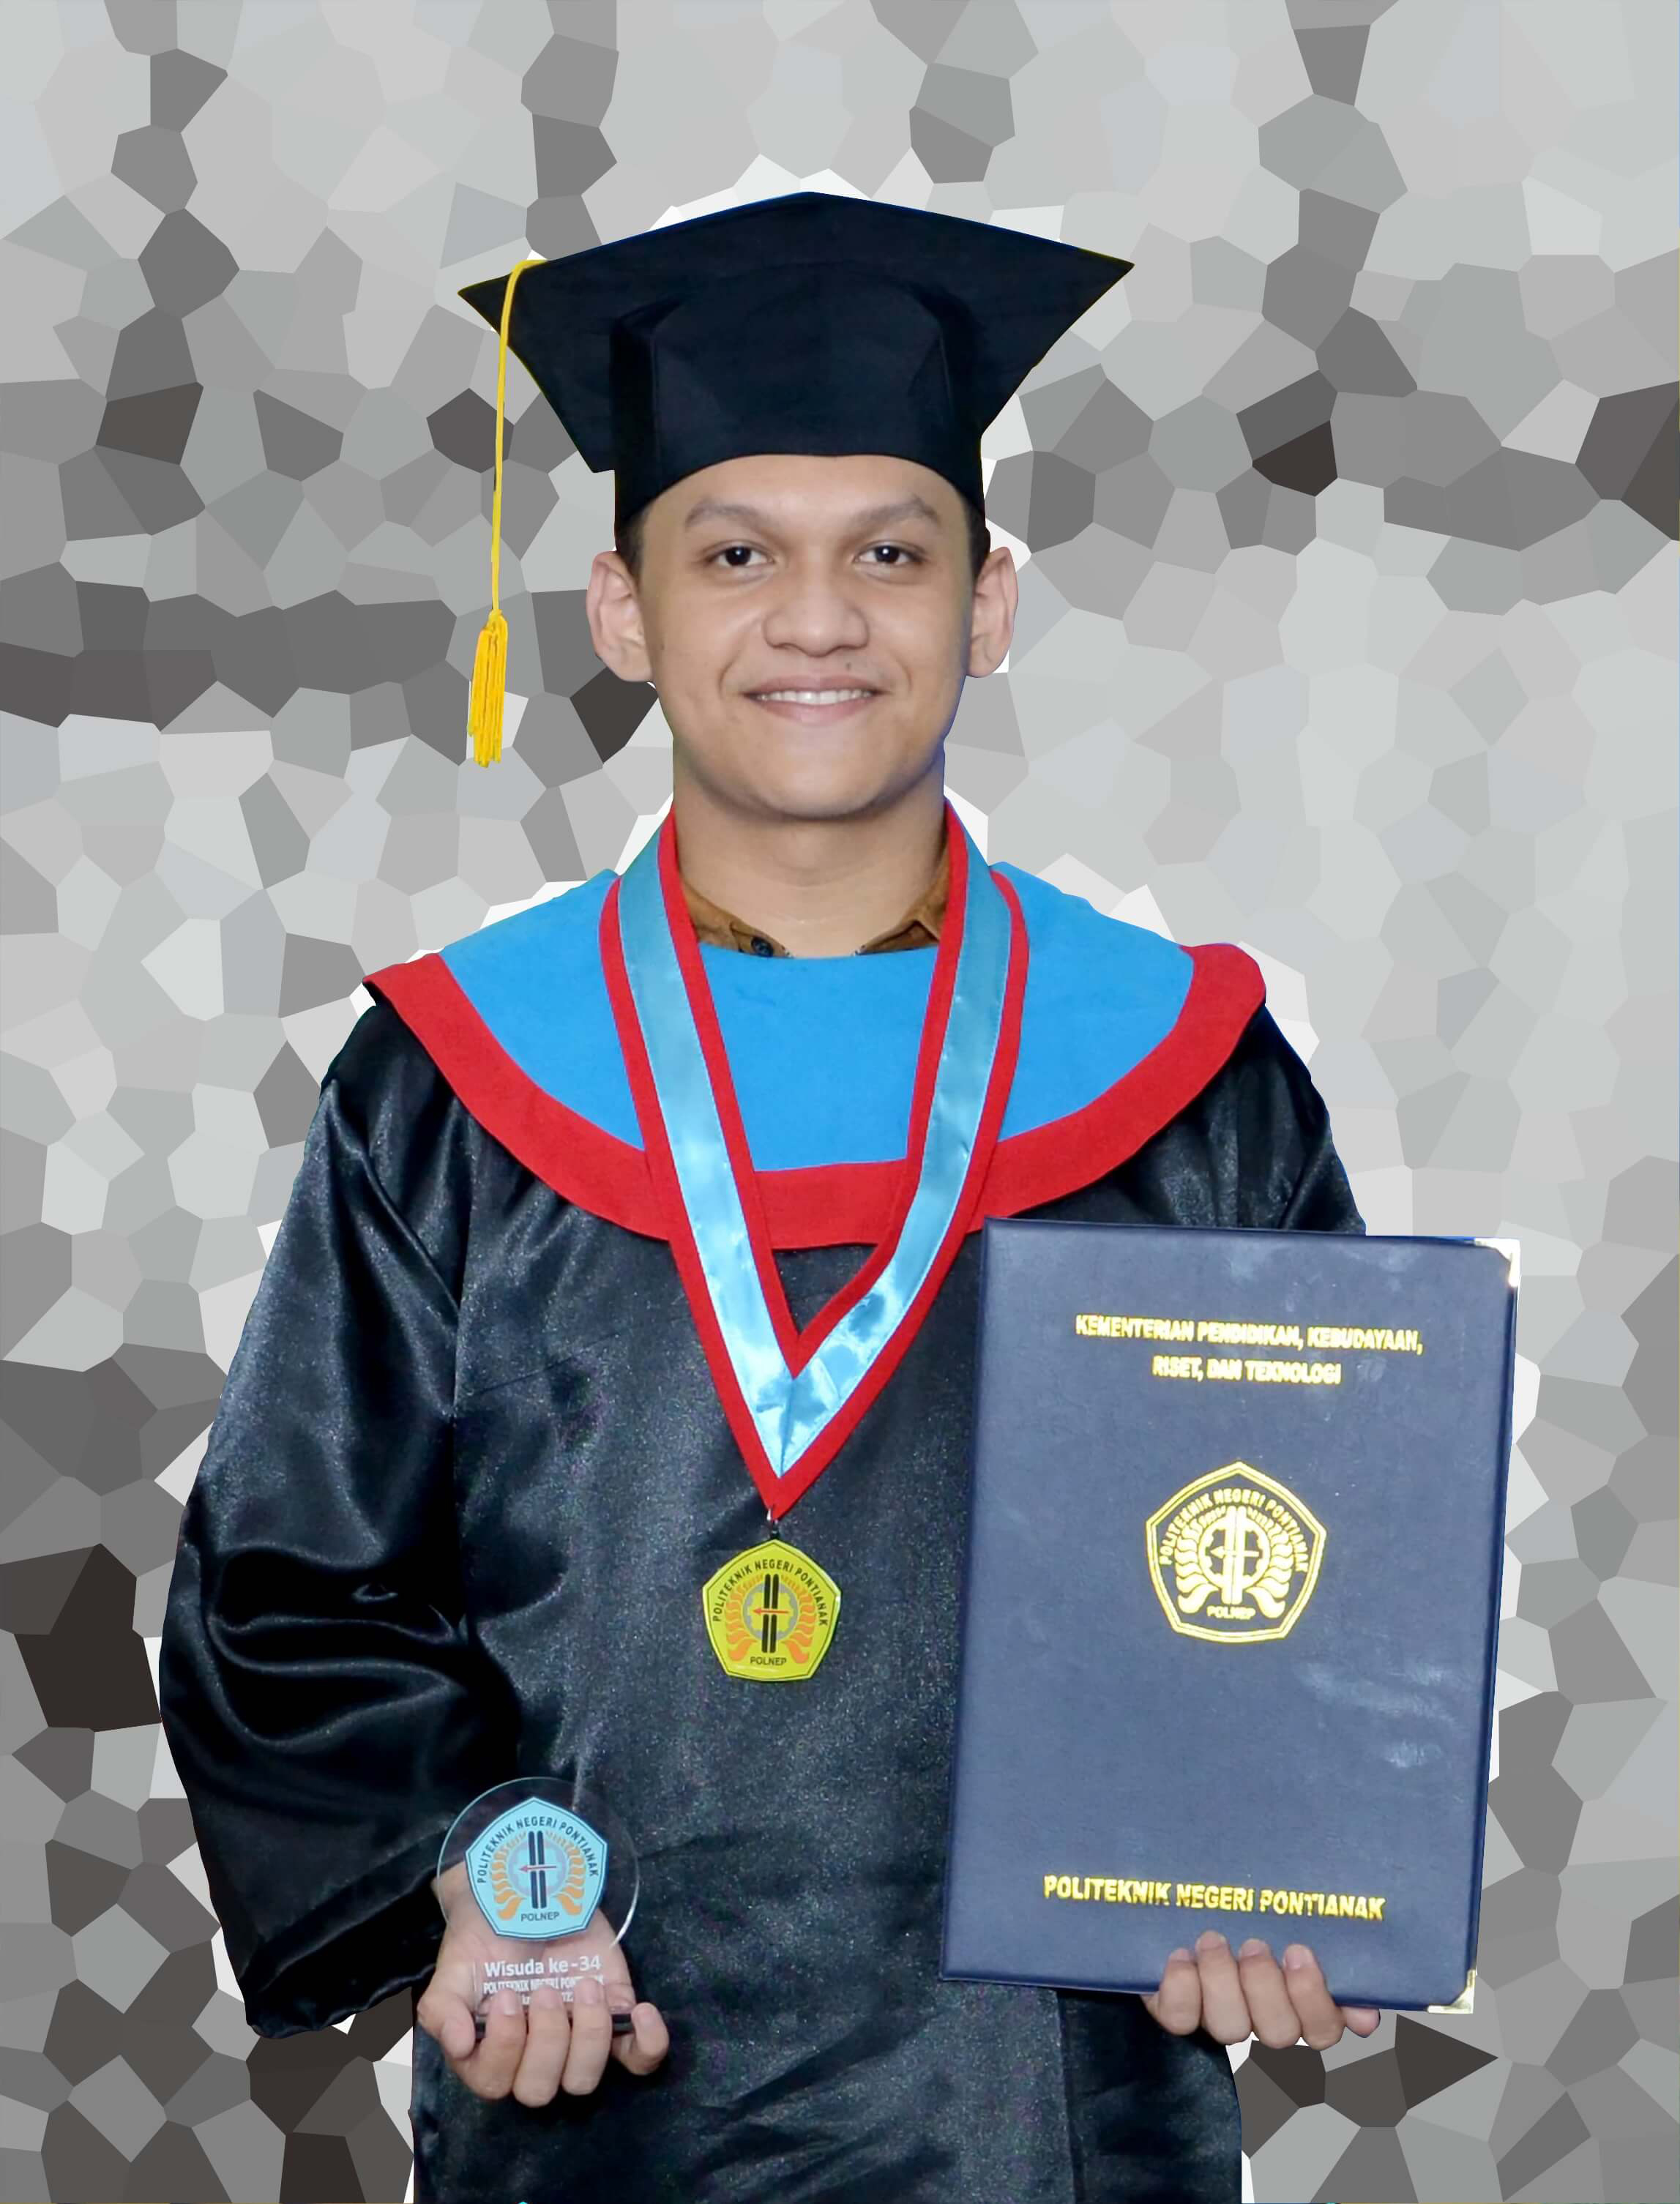 KEMENTERIAN PENDIDIKAN, KEBUDAYAAN,
RISET, DAN TEKNOLOGI
POLITEKNIK NEGERI PONTIANAK
POLNEP
POLITEKNIK NEGERI PONTIANAK
POLITEKNIK NEGERI PONTIANAK
POLNEP
POLITEKNIK NEGERI PONTIANAK
POLNEP
Wisuda ke-34
POLITEKNIK NEGERI PONTIANAK